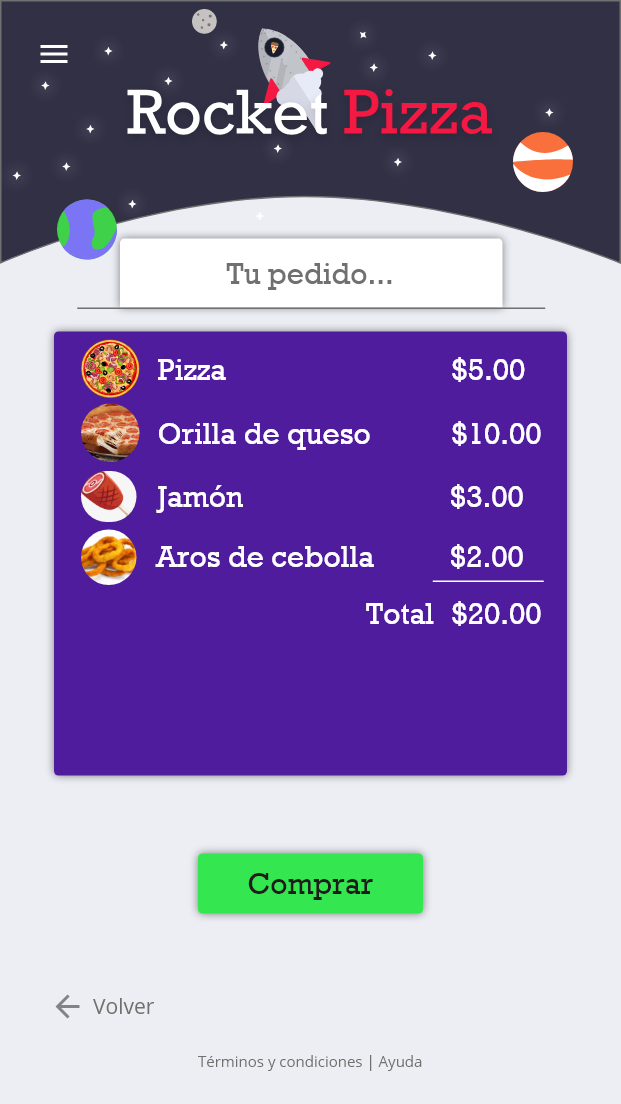 Rocket Pizza
Tu pedido...
Pizza $5.00
Orilla de queso $10.00
Jamón $3.00
Aros de cebolla $2.00
Total $20.00
Comprar
Volver
Términos y condiciones | Ayuda